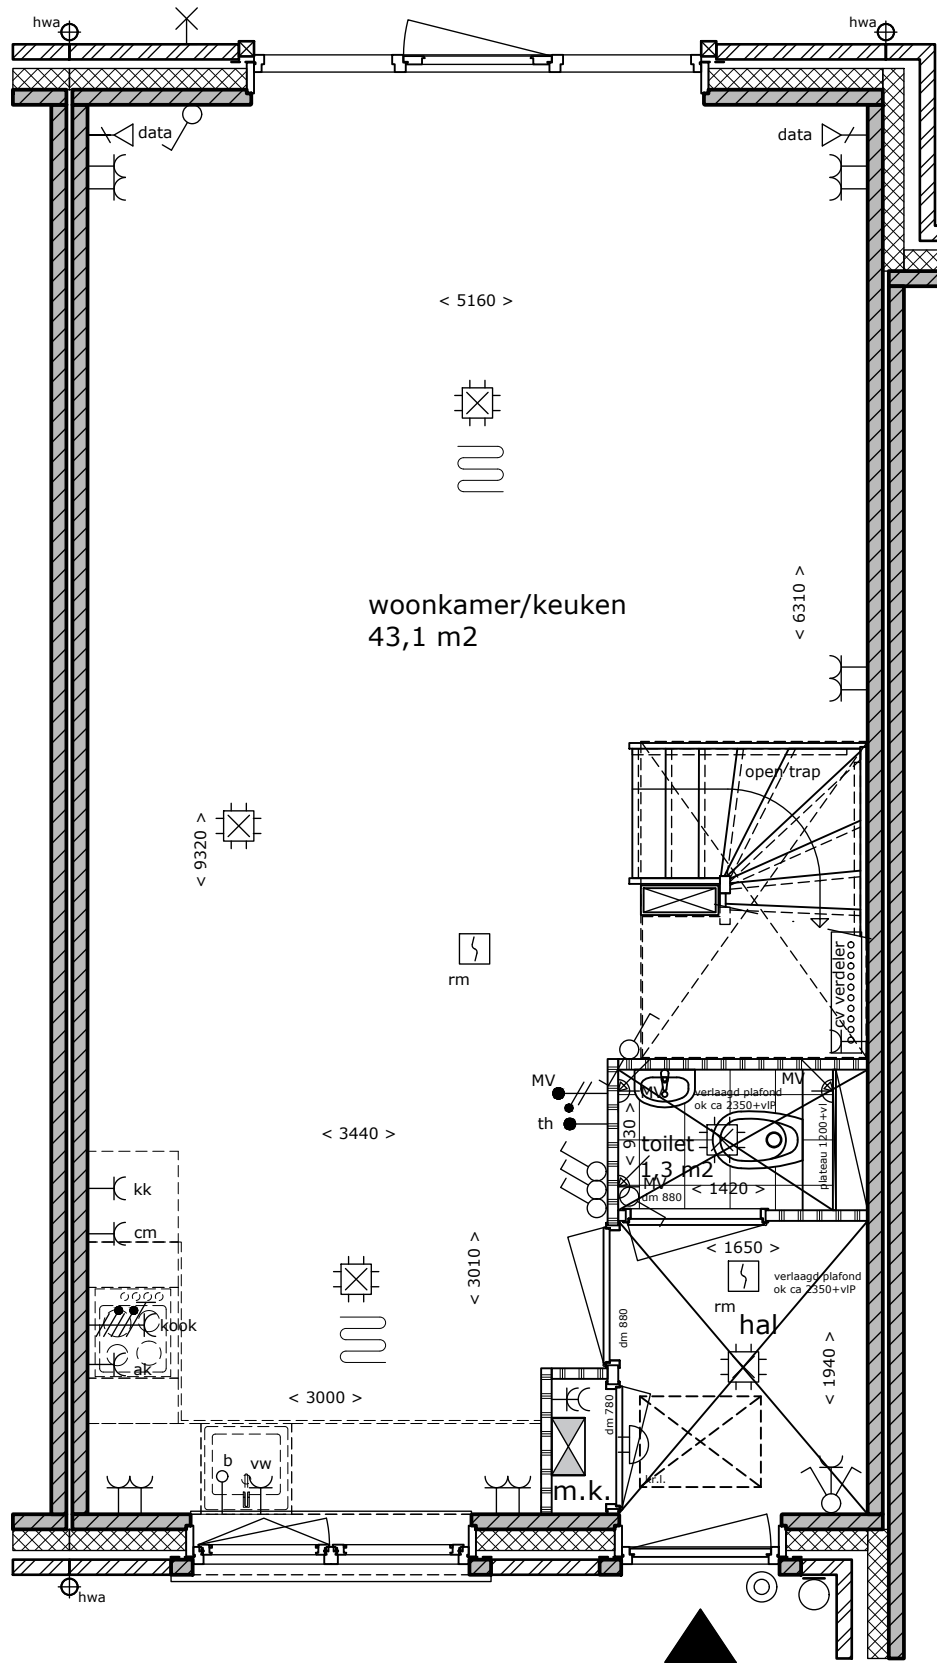 hwa
hwa
data
data
< 5160 >
< 6310 >
woonkamer/keuken
43,1 m2
open trap
< 9320 >
rm
cv verdeler
MV
th
MV
MV
verlaagd plafond
ok ca 2350+vlP
< 930 >
toilet
1,3 m2
plateau 1200+vl
MV
dm 880
< 1420 >
< 3440 >
kk
cm
< 3010 >
< 1650 >
verlaagd plafond
ok ca 2350+vlP
rm
hal
dm 880
kook
ak
< 1940 >
< 3000 >
dm 780
b
vw
m.k.
kr.l.
hwa